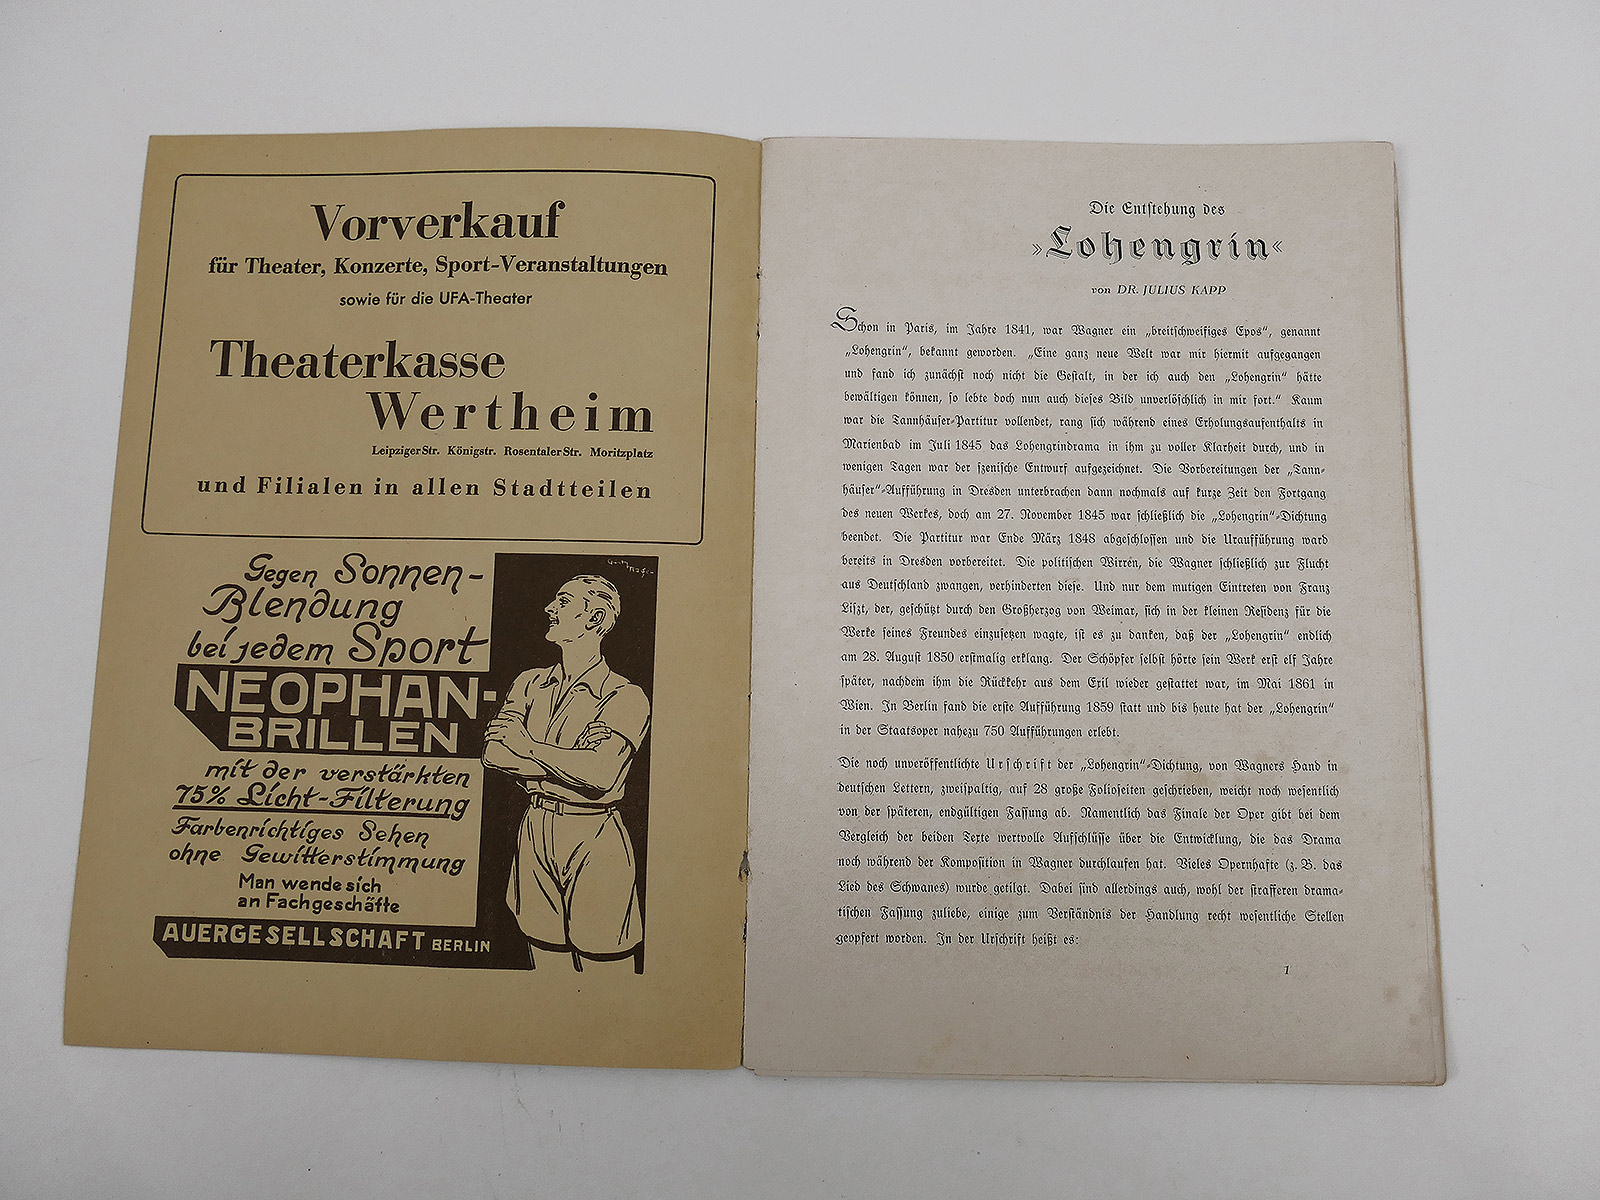 Vorverkauf
für Theater, Konzerte, Sport-Veranstaltungen
sowie für die UFA-Theater
Theaterkasse
Wertheim
Leipziger Str. Königstr. Rosentaler Str. Moritzplatz
und Filialen in allen Stadtteilen
Gegen Sonnen-
Blendung
bei jedem Sport
NEOPHAN-
BRILLEN
mit der verstärkten
75% Licht-Filterung
Farbenrichtiges Sehen
ohne Gewitterstimmung
Man wende sich
an Fachgeschäfte
AUERGESELLSCHAFT BERLIN
Die Entstehung des
»Lohengrin«
von DR. JULIUS KAPP
Schon in Paris, im Jahre 1841, war Wagner ein „breitschweifiges Epos“, genannt
„Lohengrin“, bekannt geworden. „Eine ganz neue Welt war mir hiermit aufgegangen
und fand ich zunächst noch nicht die Gestalt, in der ich auch den „Lohengrin“ hätte
bewältigen können, so lebte doch nun auch dieses Bild unverlöschlich in mir fort.“ Kaum
war die Tannhäuser-Partitur vollendet, rang sich während eines Erholungsaufenthalts in
Marienbad im Juli 1845 das Lohengrindrama in ihm zu voller Klarheit durch, und in
wenigen Tagen war der szenische Entwurf aufgezeichnet. Die Vorbereitungen der „Tann-
häuser“-Aufführung in Dresden unterbrachen dann nochmals auf kurze Zeit den Fortgang
des neuen Werkes, doch am 27. November 1845 war schließlich die „Lohengrin“-Dichtung
beendet. Die Partitur war Ende März 1848 abgeschlossen und die Uraufführung ward
bereits in Dresden vorbereitet. Die politischen Wirren, die Wagner schließlich zur Flucht
aus Deutschland zwangen, verhinderten diese. Und nur dem mutigen Eintreten von Franz
Liszt, der, geschützt durch den Großherzog von Weimar, sich in der kleinen Residenz für die
Werke seines Freundes einzusetzen wagte, ist es zu danken, daß der „Lohengrin“ endlich
am 28. August 1850 erstmalig erklang. Der Schöpfer selbst hörte sein Werk erst elf Jahre
später, nachdem ihm die Rückkehr aus dem Exil wieder gestattet war, im Mai 1861 in
Wien. In Berlin fand die erste Aufführung 1859 statt und bis heute hat der „Lohengrin“
in der Staatsoper nahezu 750 Aufführungen erlebt.
Die noch unveröffentlichte Urschrift der „Lohengrin“-Dichtung, von Wagners Hand in
deutschen Lettern, zweispaltig, auf 28 große Folioseiten geschrieben, weicht noch wesentlich
von der späteren, endgültigen Fassung ab. Namentlich das Finale der Oper gibt bei dem
Vergleich der beiden Texte wertvolle Aufschlüsse über die Entwicklung, die das Drama
noch während der Komposition in Wagner durchlaufen hat. Vieles Opernhafte (z. B. das
Lied des Schwanes) wurde getilgt. Dabei sind allerdings auch, wohl der strafferen drama-
tischen Fassung zuliebe, einige zum Verständnis der Handlung recht wesentliche Stellen
geopfert worden. In der Urschrift heißt es:
1